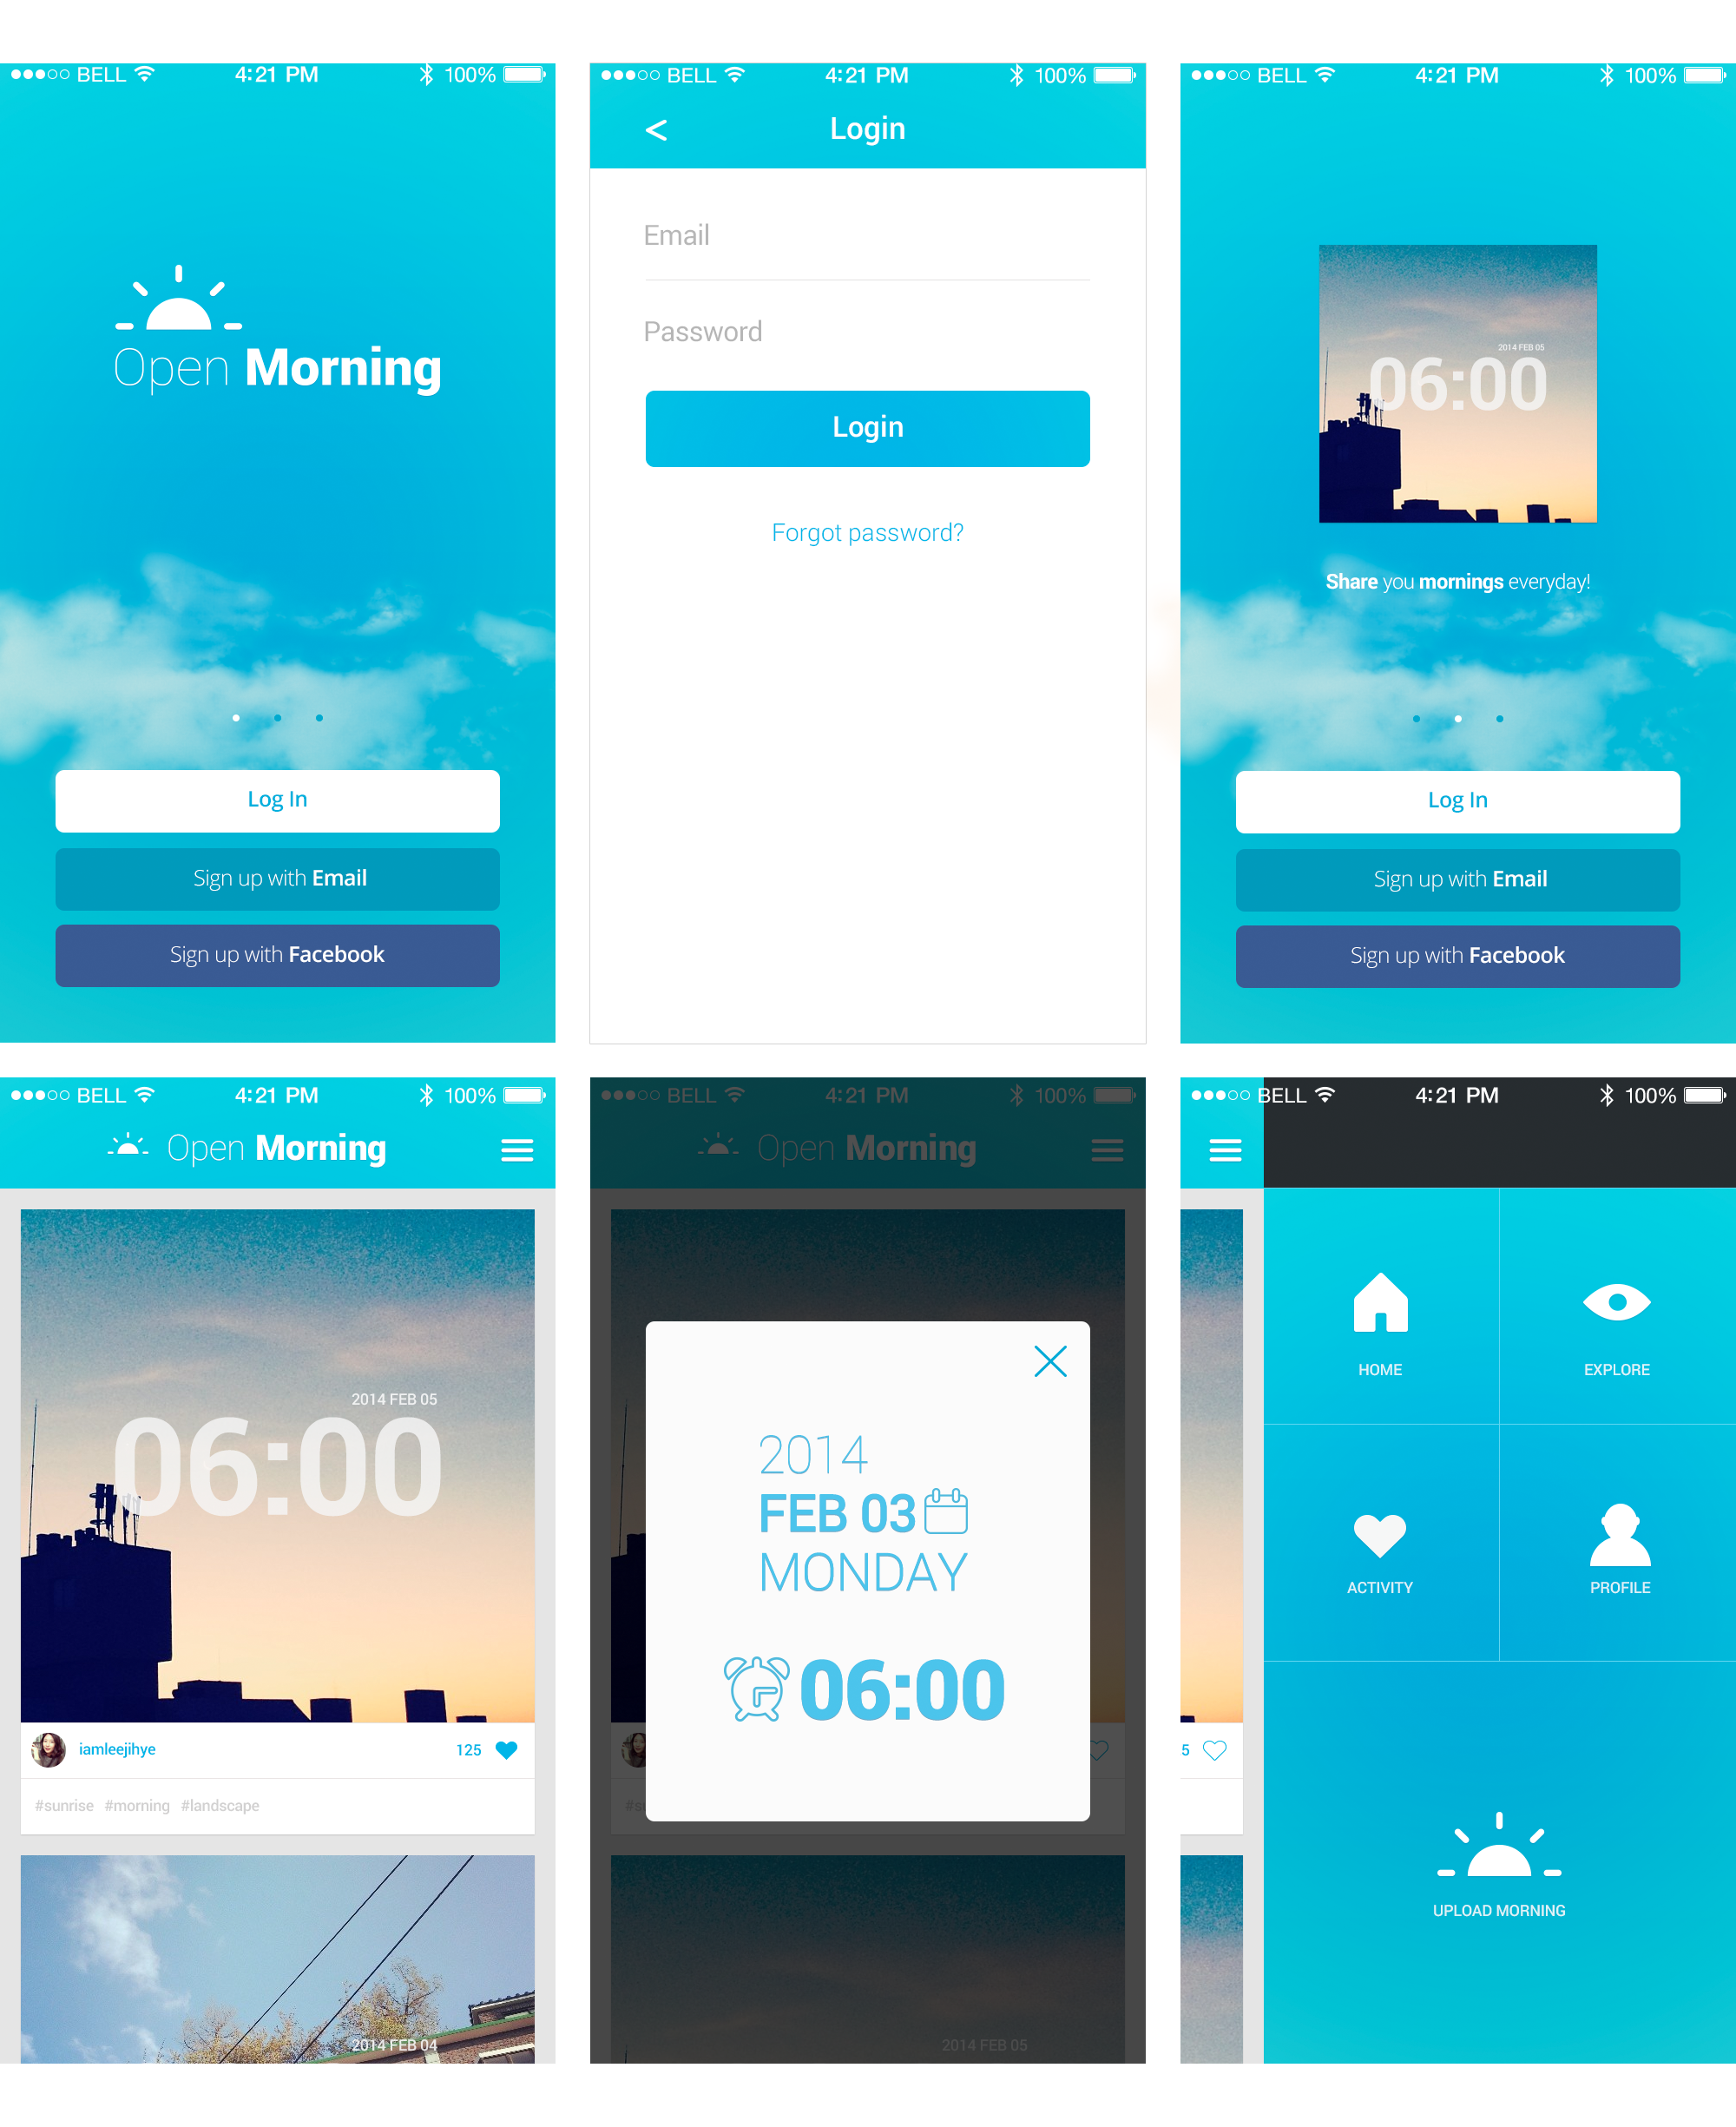 BELL 4:21 PM 100%
Open Morning
Log In
Sign up with Email
Sign up with Facebook
BELL 4:21 PM 100%
< Login
Email
Password
Login
Forgot password?
BELL 4:21 PM 100%
2014 FEB 05
06:00
Share you mornings everyday!
Log In
Sign up with Email
Sign up with Facebook
BELL 4:21 PM 100%
Open Morning
2014 FEB 05
06:00
iamleejihye 125
#sunrise #morning #landscape
2014 FEB 04
BELL 4:21 PM 100%
Open Morning
2014
FEB 03
MONDAY
06:00
#su
2014 FEB 05
BELL 4:21 PM 100%
HOME EXPLORE
ACTIVITY PROFILE
5
UPLOAD MORNING